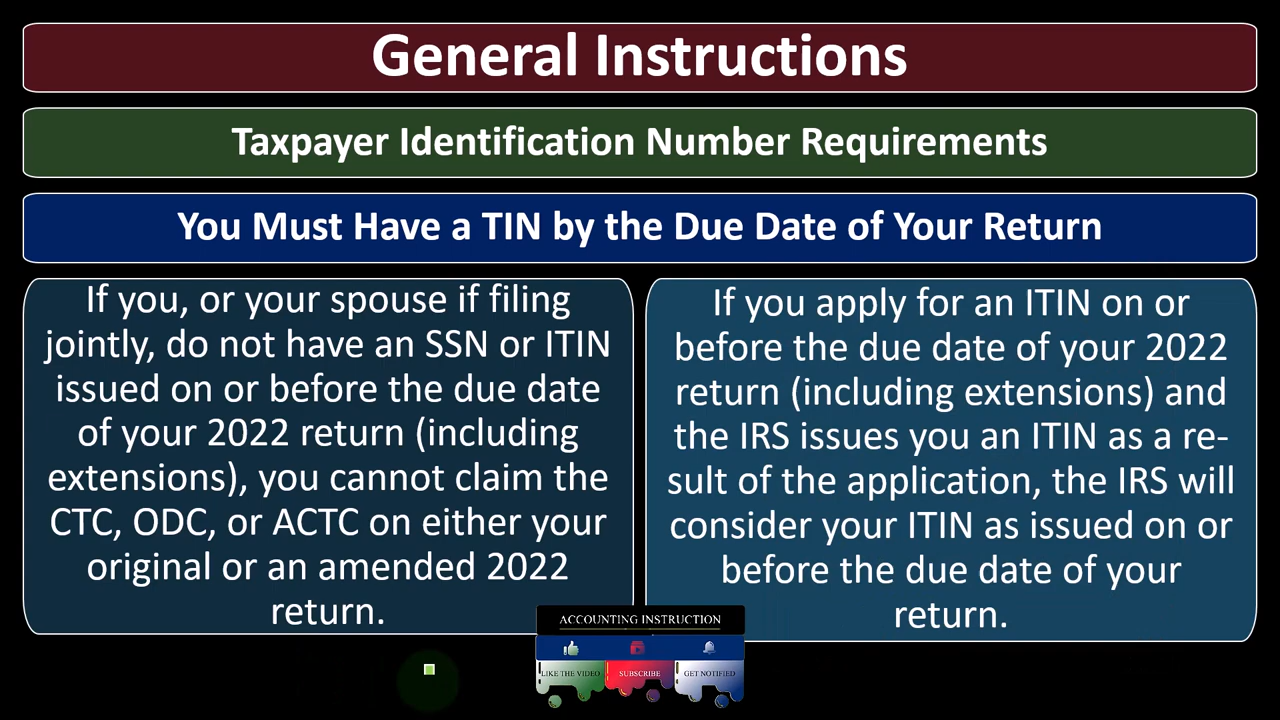 General Instructions
Taxpayer Identification Number Requirements
You Must Have a TIN by the Due Date of Your Return
If you, or your spouse if filing
jointly, do not have an SSN or ITIN
issued on or before the due date
of your 2022 return (including
extensions), you cannot claim the
CTC, ODC, or ACTC on either your
original or an amended 2022
return.
If you apply for an ITIN on or
before the due date of your 2022
return (including extensions) and
the IRS issues you an ITIN as a re-
sult of the application, the IRS will
consider your ITIN as issued on or
before the due date of your
return.
ACCOUNTING INSTRUCTION
LIKE THE VIDEO
SUBSCRIBE
GET NOTIFIED